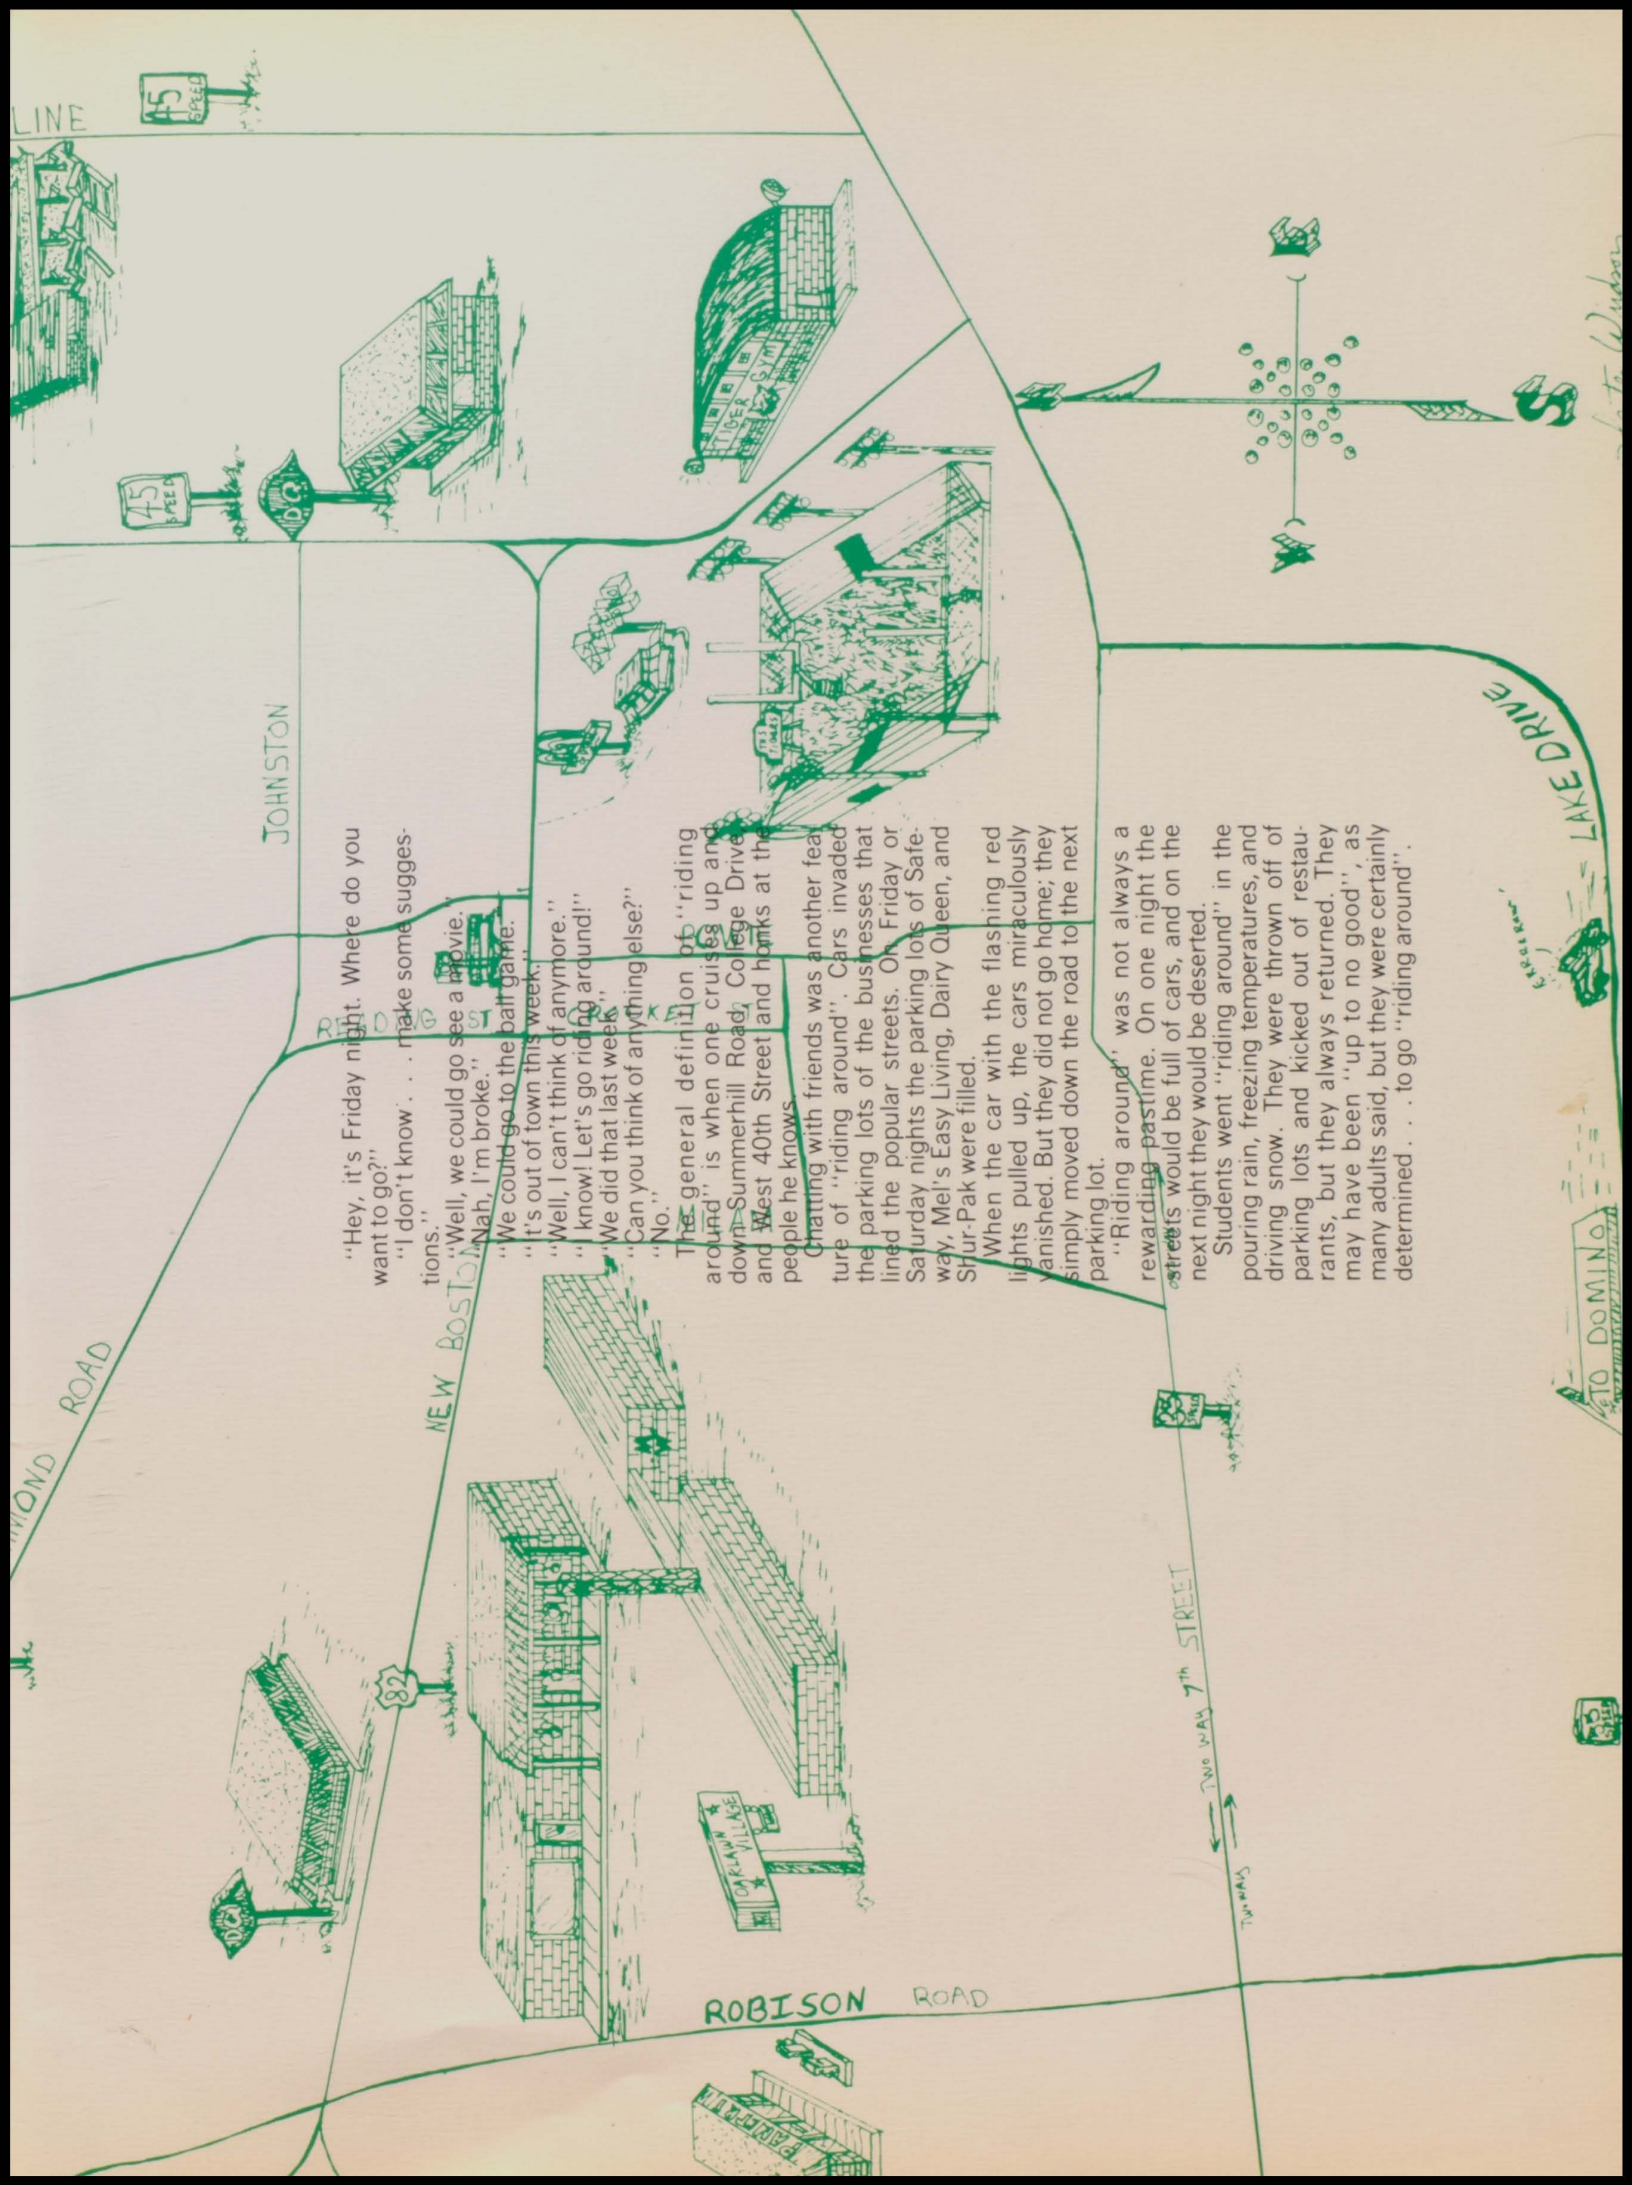 "Hey, it's Friday night. Where do you
want to go?"
"I don't know. . . . make some sugges-
tions."
"Well, we could go see a movie."
"Nah, I'm broke."
"We could go to the ball game."
"It's out of town this week."
"Well, I can't think of anymore."
"I know! Let's go riding around!"
"We did that last week."
"Can you think of anything else?"
"No."
The general definition of "riding
around" is when one cruises up and
down Summerhill Road, College Drive,
and West 40th Street and honks at the
people he knows.
Chatting with friends was another fea-
ture of "riding around". Cars invaded
the parking lots of the businesses that
lined the popular streets. On Friday or
Saturday nights the parking lots of Safe-
way, Mel's Easy Living, Dairy Queen, and
Shur-Pak were filled.
When the car with the flashing red
lights pulled up, the cars miraculously
vanished. But they did not go home; they
simply moved down the road to the next
parking lot.
"Riding around" was not always a
rewarding pastime. On one night the
streets would be full of cars, and on the
next night they would be deserted.
Students went "riding around" in the
pouring rain, freezing temperatures, and
driving snow. They were thrown off of
parking lots and kicked out of restau-
rants, but they always returned. They
may have been "up to no good", as
many adults said, but they were certainly
determined . . . to go "riding around".
LINE
45
SPEED
45
SPEED
DQ
JOHNSTON
TIGER
GYM
THS
TIGERS
E
S
W
LAKE DRIVE
ROAD
NEW BOSTON
READING ST
CROCKETT
82
DQ
OAKLAWN
VILLAGE
ROBISON ROAD
SPEED
TWO WAY 7th STREET
TWO WAY
TO DOMINO
SPEED